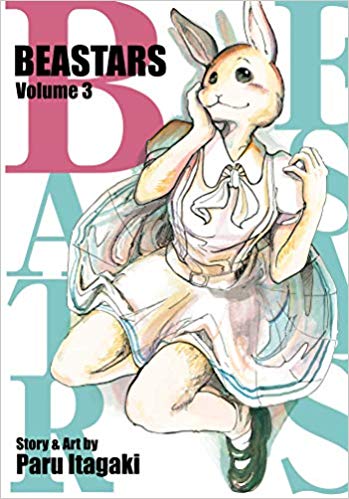 BEASTARS
Volume 3
B E
A S
T A
R S
Story & Art by
Paru Itagaki